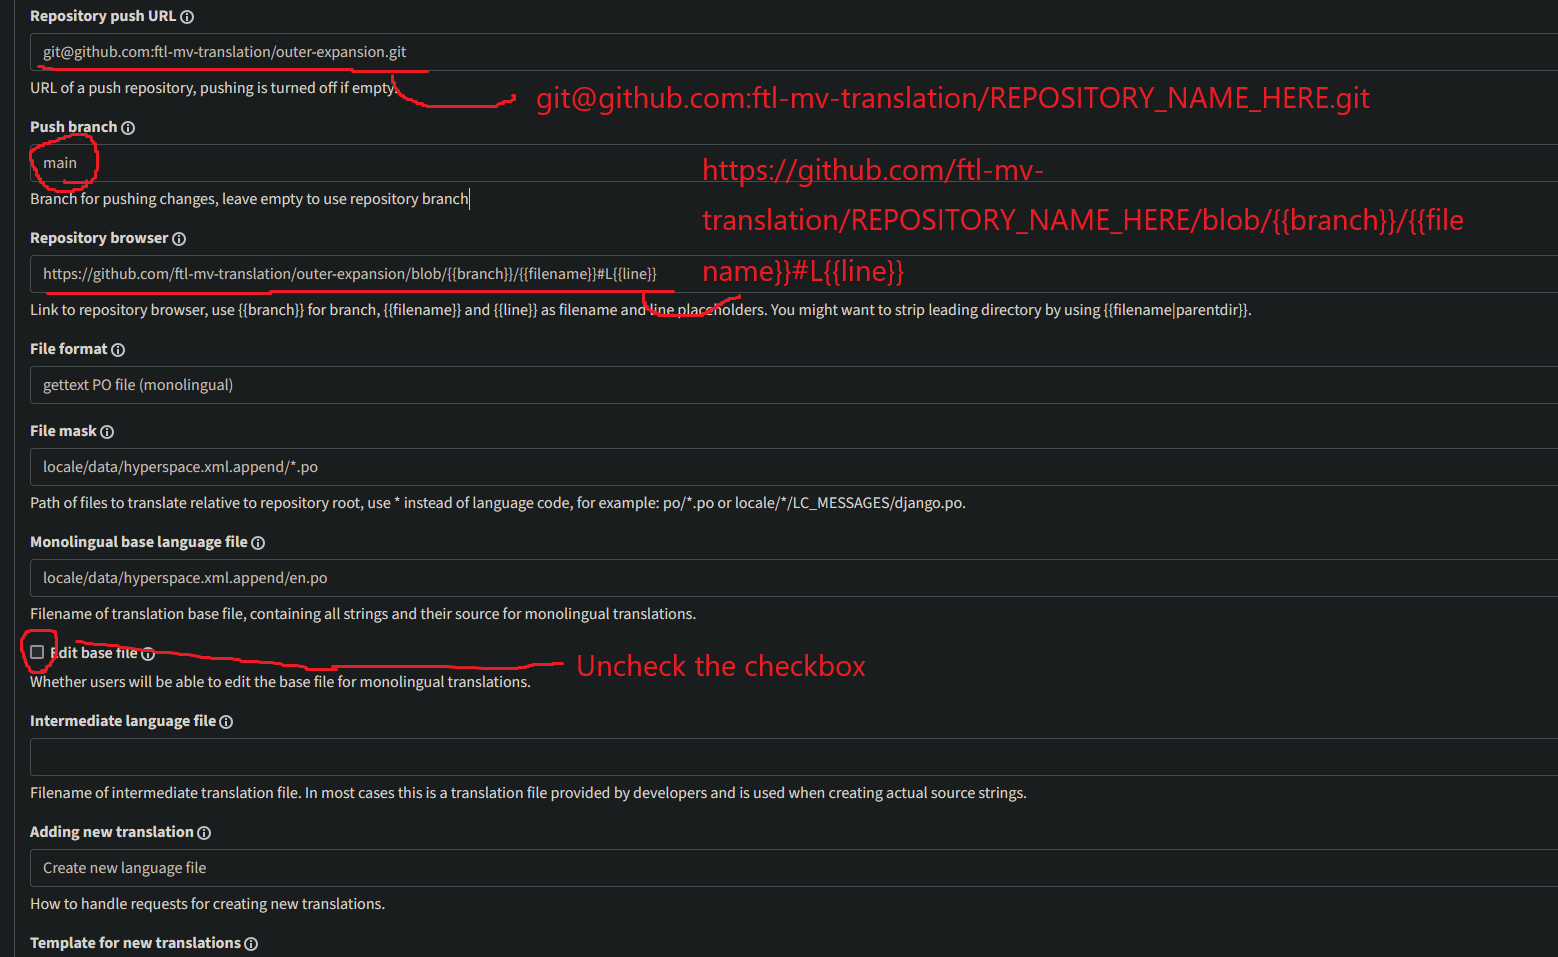 Repository push URL
git@github.com:ftl-mv-translation/outer-expansion.git
URL of a push repository, pushing is turned off if empty.
git@github.com:ftl-mv-translation/REPOSITORY_NAME_HERE.git
Push branch
main
Branch for pushing changes, leave empty to use repository branch
https://github.com/ftl-mv-
translation/REPOSITORY_NAME_HERE/blob/{{branch}}/{{file
name}}#L{{line}}
Repository browser
https://github.com/ftl-mv-translation/outer-expansion/blob/{{branch}}/{{filename}}#L{{line}}
Link to repository browser, use {{branch}} for branch, {{filename}} and {{line}} as filename and line placeholders. You might want to strip leading directory by using {{filename|parentdir}}.
File format
gettext PO file (monolingual)
File mask
locale/data/hyperspace.xml.append/*.po
Path of files to translate relative to repository root, use * instead of language code, for example: po/*.po or locale/*/LC_MESSAGES/django.po.
Monolingual base language file
locale/data/hyperspace.xml.append/en.po
Filename of translation base file, containing all strings and their source for monolingual translations.
Edit base file
Uncheck the checkbox
Whether users will be able to edit the base file for monolingual translations.
Intermediate language file
Filename of intermediate translation file. In most cases this is a translation file provided by developers and is used when creating actual source strings.
Adding new translation
Create new language file
How to handle requests for creating new translations.
Template for new translations